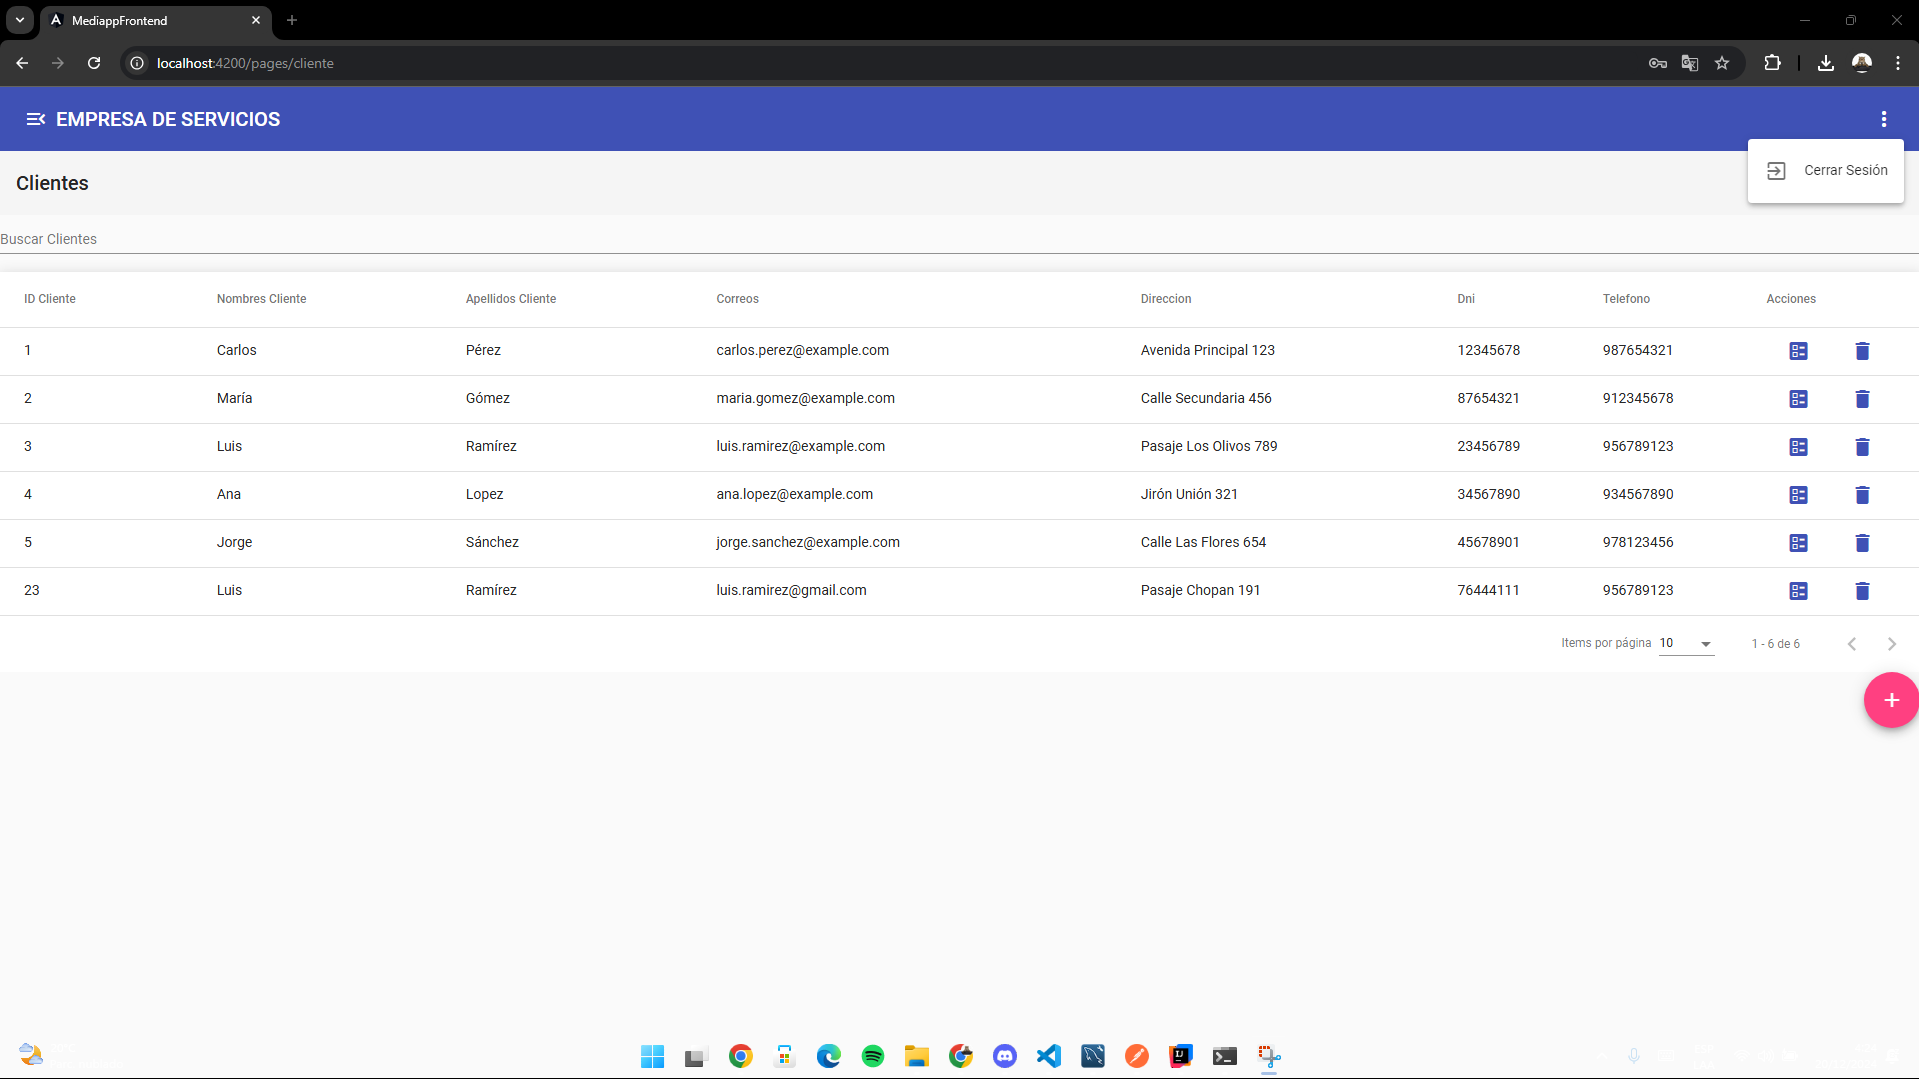 MediappFrontend
localhost:4200/pages/cliente
EMPRESA DE SERVICIOS
Cerrar Sesión
Clientes
Buscar Clientes
ID Cliente Nombres Cliente Apellidos Cliente Correos Direccion Dni Telefono Acciones
1 Carlos Pérez carlos.perez@example.com Avenida Principal 123 12345678 987654321
2 María Gómez maria.gomez@example.com Calle Secundaria 456 87654321 912345678
3 Luis Ramírez luis.ramirez@example.com Pasaje Los Olivos 789 23456789 956789123
4 Ana Lopez ana.lopez@example.com Jirón Unión 321 34567890 934567890
5 Jorge Sánchez jorge.sanchez@example.com Calle Las Flores 654 45678901 978123456
23 Luis Ramírez luis.ramirez@gmail.com Pasaje Chopan 191 76444111 956789123
Items por página 10 1 - 6 de 6